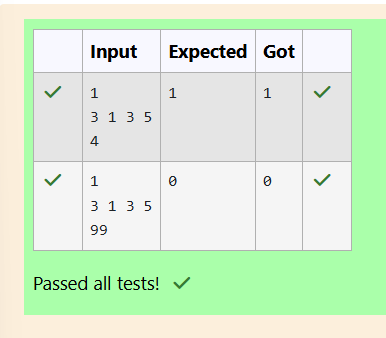 Input Expected Got
1 1 1
3 1 3 5
4
1 0 0
3 1 3 5
99
Passed all tests!